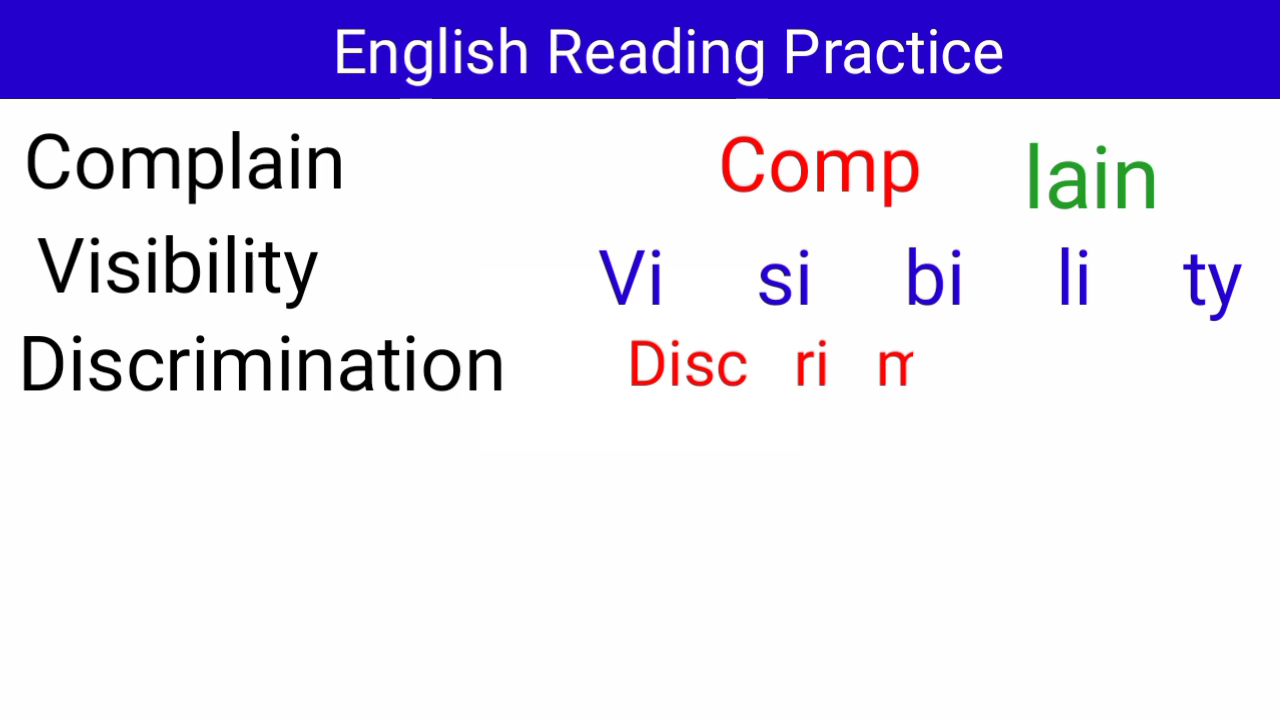 English Reading Practice
Complain Comp lain
Visibility Vi si bi li ty
Discrimination Disc ri m